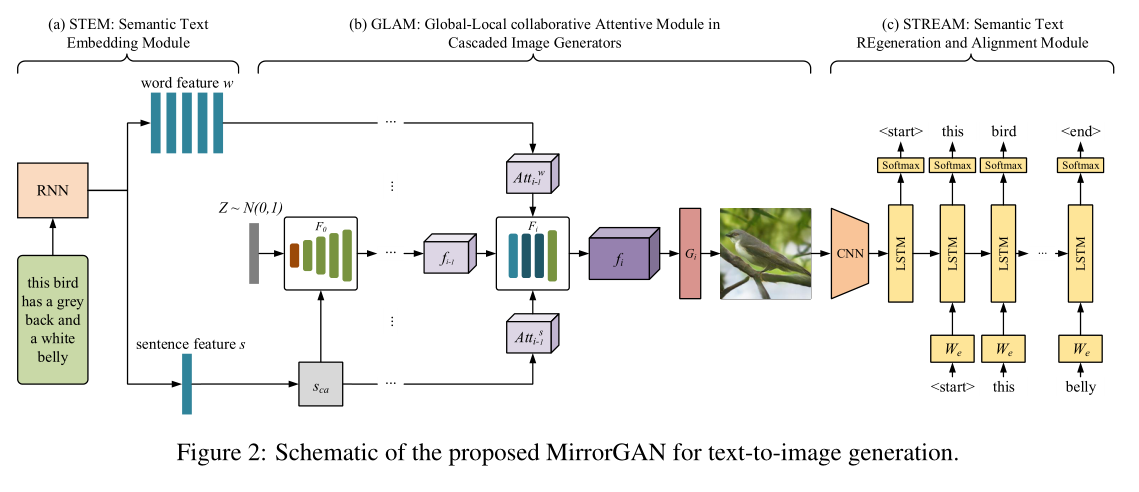 (a) STEM: Semantic Text
Embedding Module
(b) GLAM: Global-Local collaborative Attentive Module in
Cascaded Image Generators
(c) STREAM: Semantic Text
REgeneration and Alignment Module
word feature w
...
<start>
this
bird
<end>
Softmax
Softmax
Softmax
Softmax
RNN
Att_{i-1}^w
...
Z ~ N(0,1)
F_0
F_i
...
f_{i-1}
f_i
G_i
CNN
LSTM
LSTM
LSTM
...
LSTM
this bird
has a grey
back and
a white
belly
...
Att_{i-1}^s
sentence feature s
s_{ca}
...
W_e
W_e
W_e
<start>
this
belly
Figure 2: Schematic of the proposed MirrorGAN for text-to-image generation.